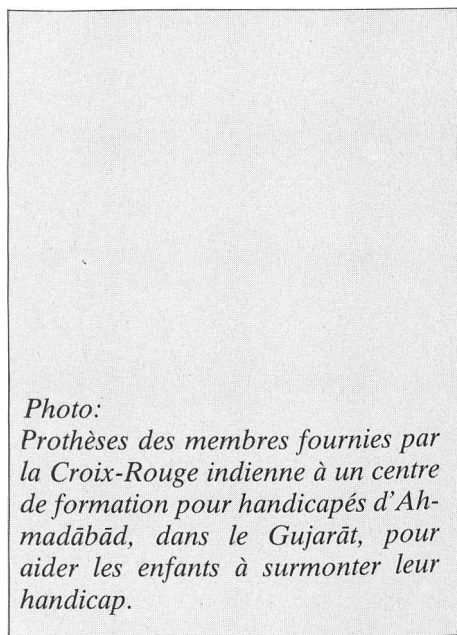 Photo:
Prothèses des membres fournies par
la Croix-Rouge indienne à un centre
de formation pour handicapés d'Ah-
madābād, dans le Gujarāt, pour
aider les enfants à surmonter leur
handicap.